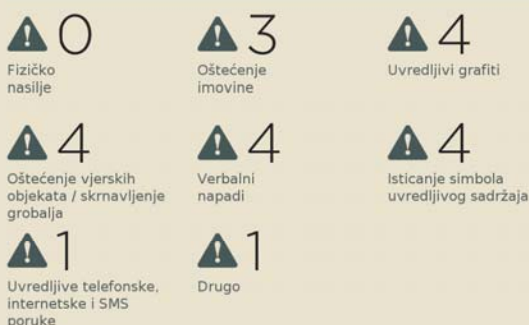 0
Fizičko
nasilje
3
Oštećenje
imovine
4
Uvredljivi grafiti
4
Oštećenje vjerskih
objekata / skrnavljenje
grobalja
4
Verbalni
napadi
4
Isticanje simbola
uvredljivog sadržaja
1
Uvredljive telefonske,
internetske i SMS
poruke
1
Drugo